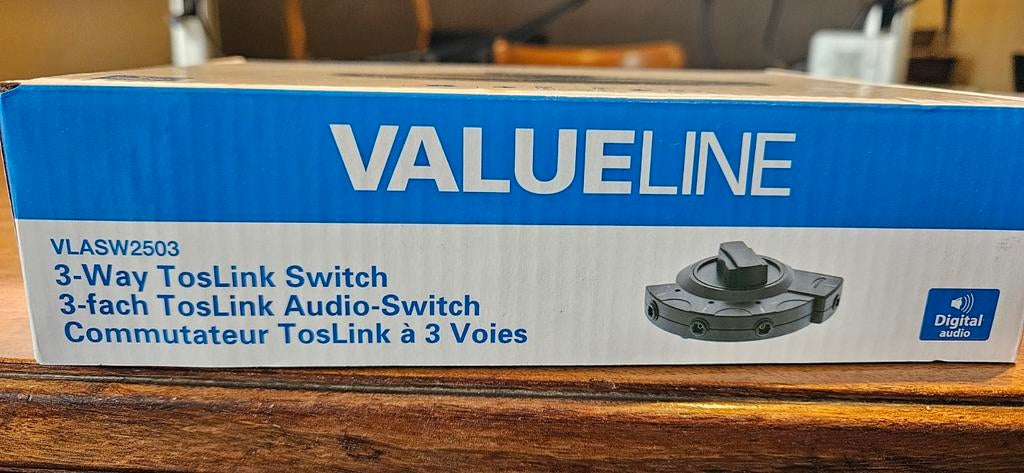 VALUELINE
VLASW2503
3-Way TosLink Switch
3-fach TosLink Audio-Switch
Commutateur TosLink à 3 Voies
Digital
audio